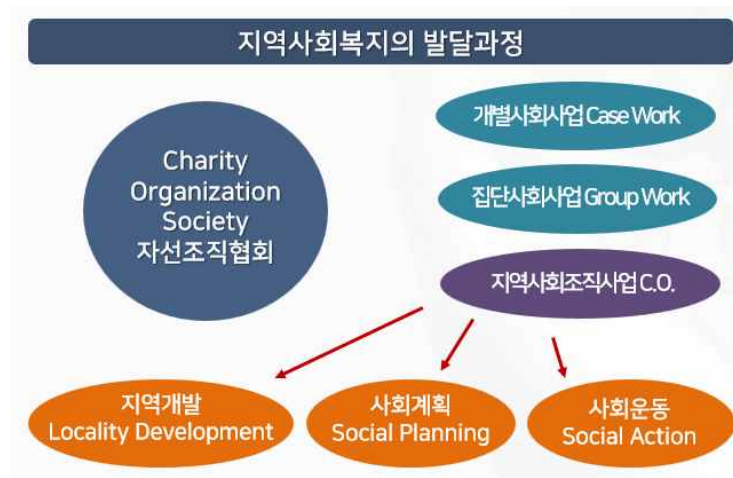 지역사회복지의 발달과정
Charity
Organization
Society
자선조직협회
개별사회사업 Case Work
집단사회사업 Group Work
지역사회조직사업 C.O.
지역개발
Locality Development
사회계획
Social Planning
사회운동
Social Action